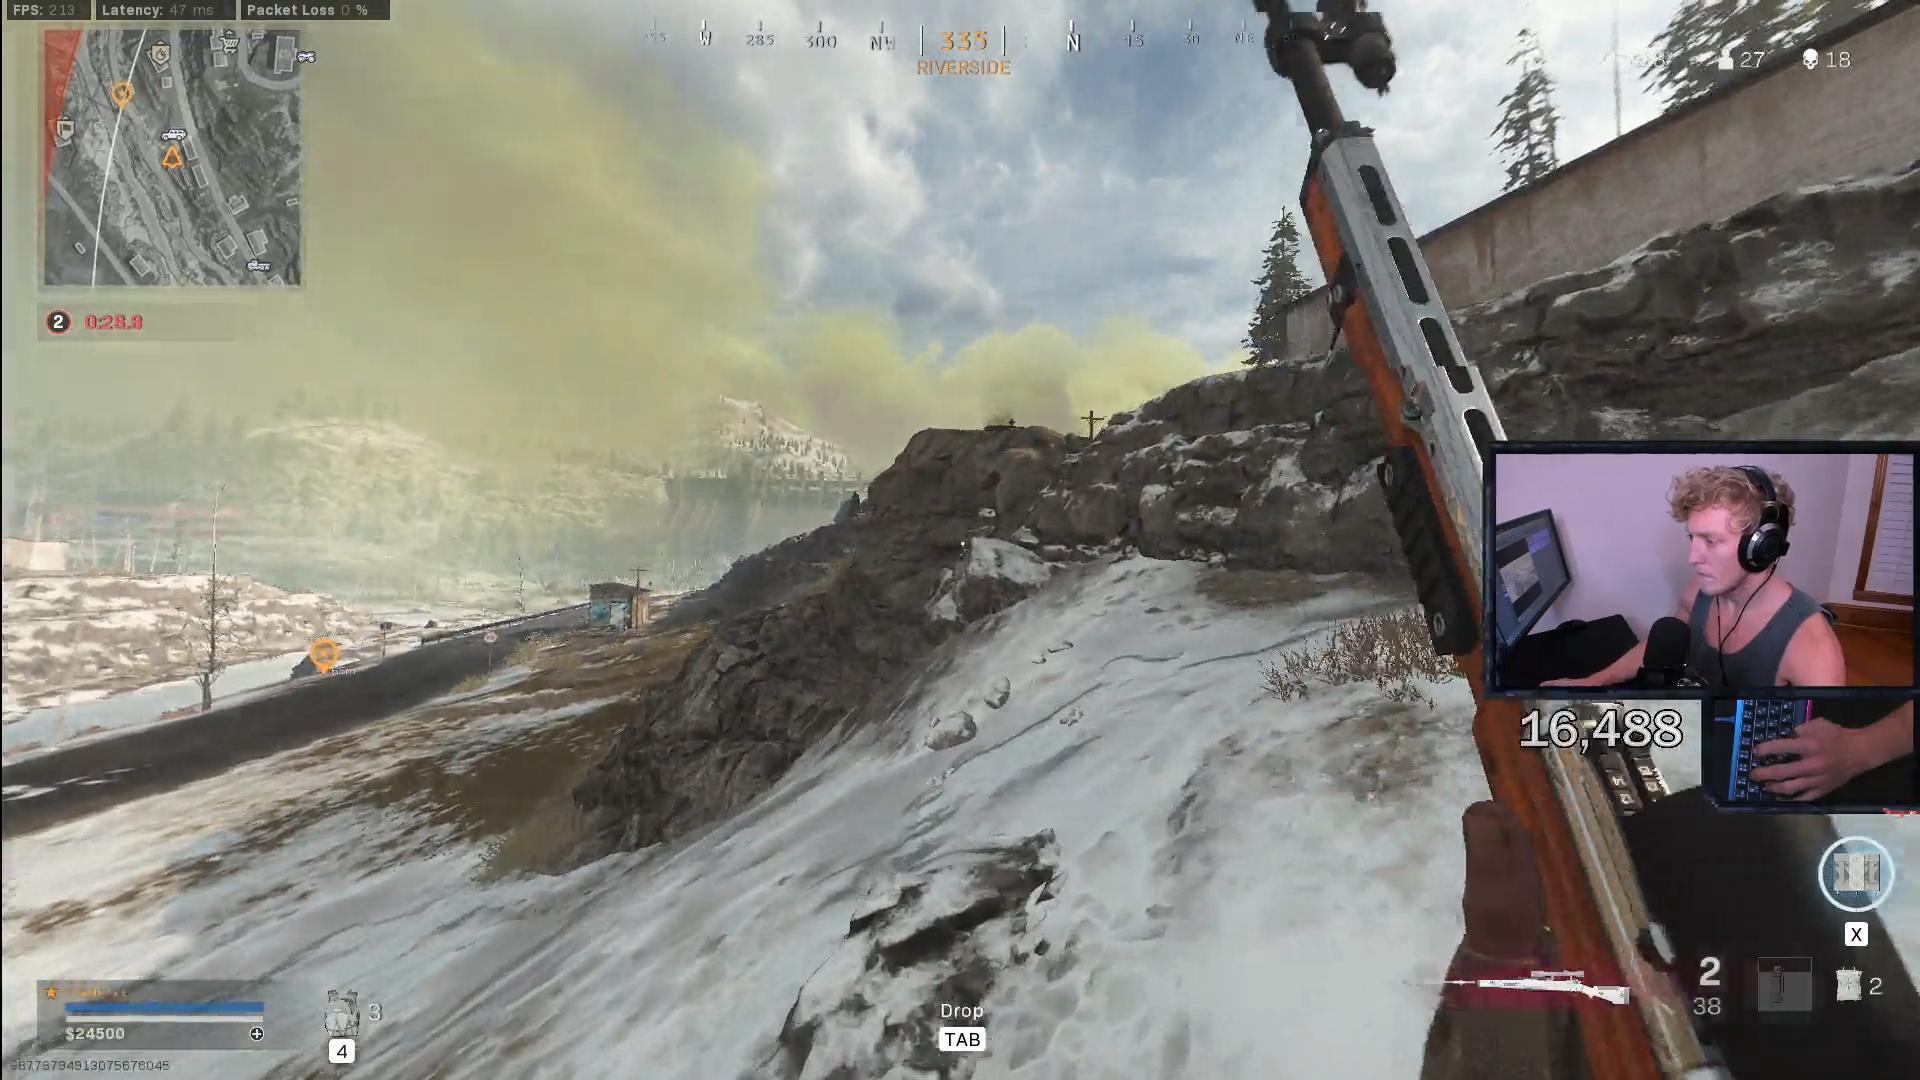 FPS: 213 Latency: 47 ms Packet Loss 0 %
255 W 285 300 NW 335 N 15 30 NE
RIVERSIDE
27 18
2 0:28.8
16,488
X
2
38
2
3
4
$24500
Drop
TAB